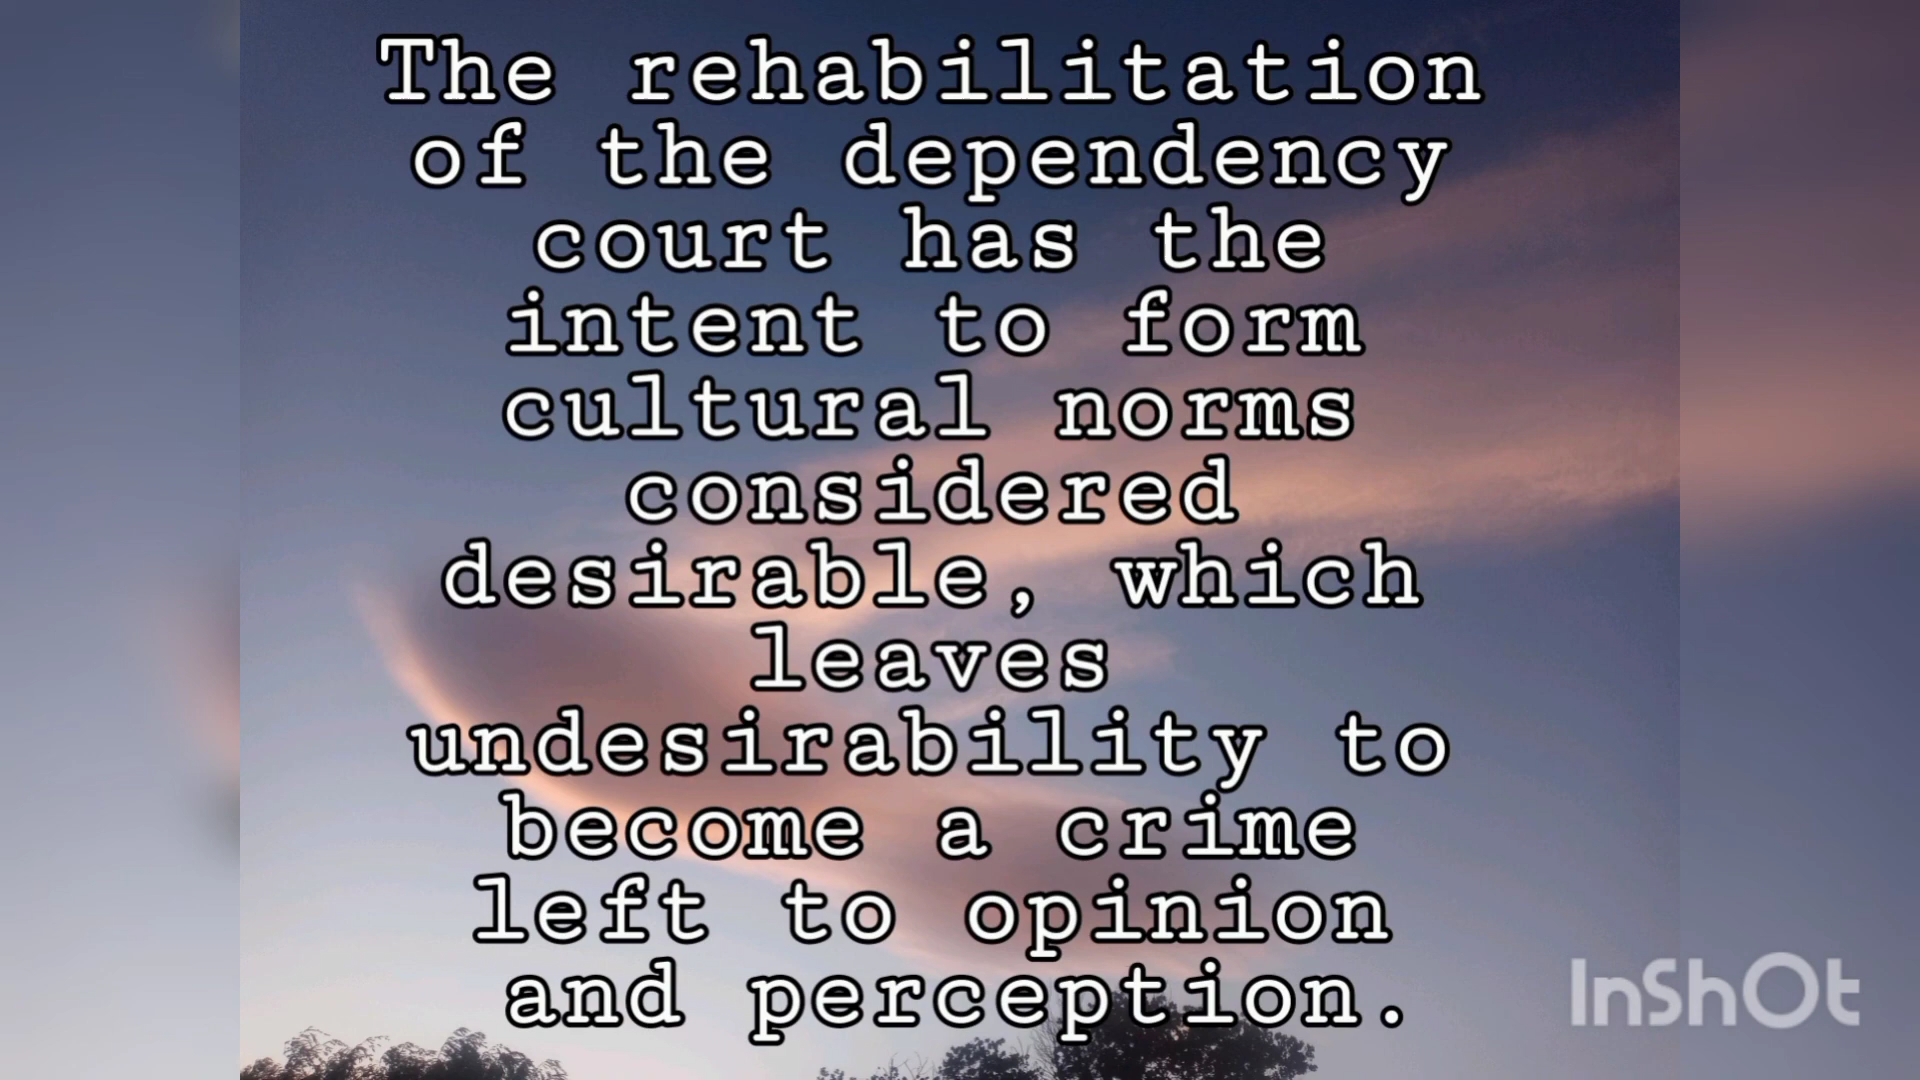 The rehabilitation
of the dependency
court has the
intent to form
cultural norms
considered
desirable, which
leaves
undesirability to
become a crime
left to opinion
and perception.
InShOt